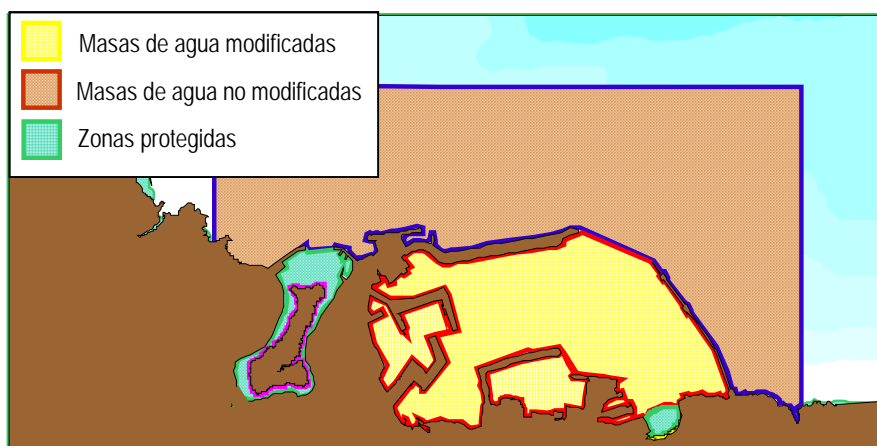 Masas de agua modificadas
Masas de agua no modificadas
Zonas protegidas